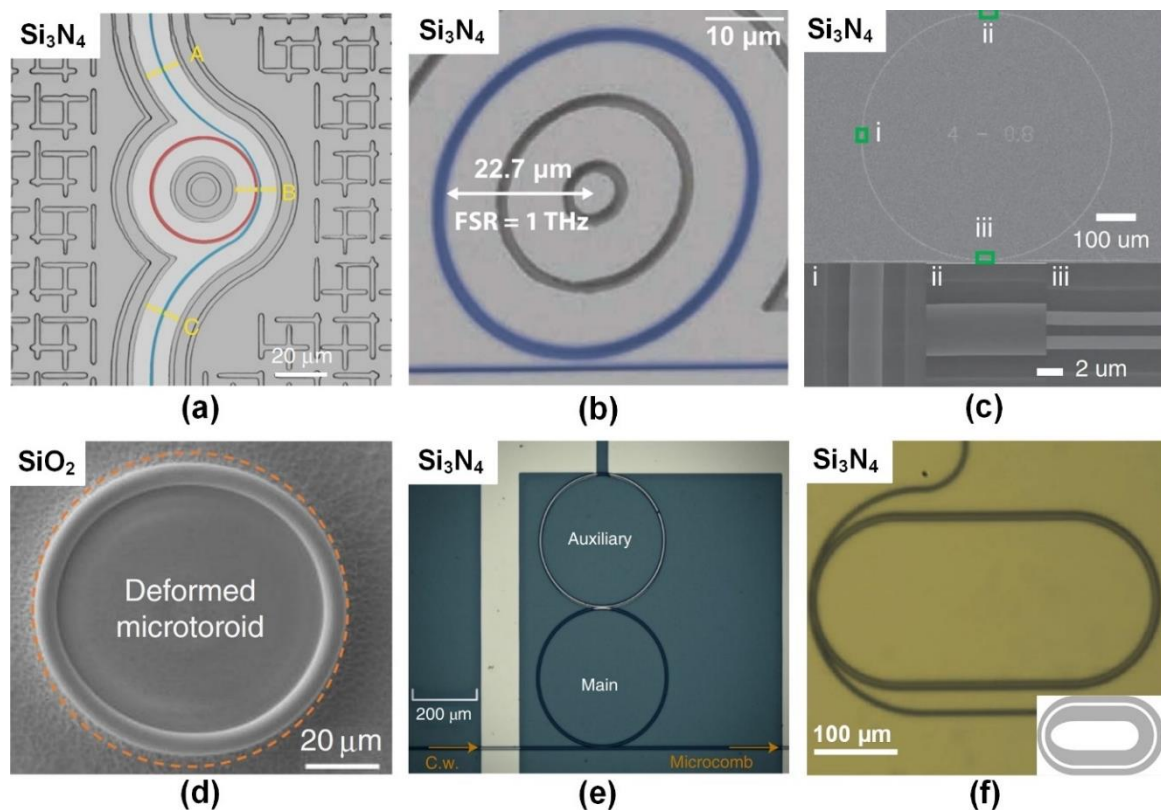 Si₃N₄
A
B
C
20 μm
(a)
Si₃N₄
10 μm
22.7 μm
FSR = 1 THz
(b)
Si₃N₄
ii
i
4 - 0.8
iii
100 um
i
ii
iii
2 um
(c)
SiO₂
Deformed
microtoroid
20 μm
(d)
Si₃N₄
Auxiliary
Main
200 μm
C.w.
Microcomb
(e)
Si₃N₄
100 μm
(f)